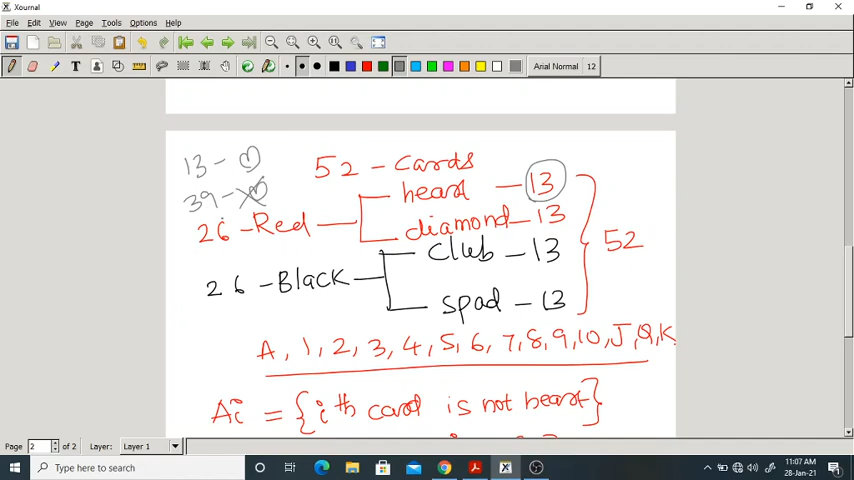 Xournal
File Edit View Page Tools Options Help
Arial Normal 12
13 -
39 -
52 - Cards
heart - 13
26 - Red
diamond - 13
52
club - 13
26 - Black
spad - 13
A, 1, 2, 3, 4, 5, 6, 7, 8, 9, 10, J, Q, K
Ai = {ith card is not heart}
Page 2 of 2 Layer: Layer 1
Type here to search
11:07 AM
28-Jan-21